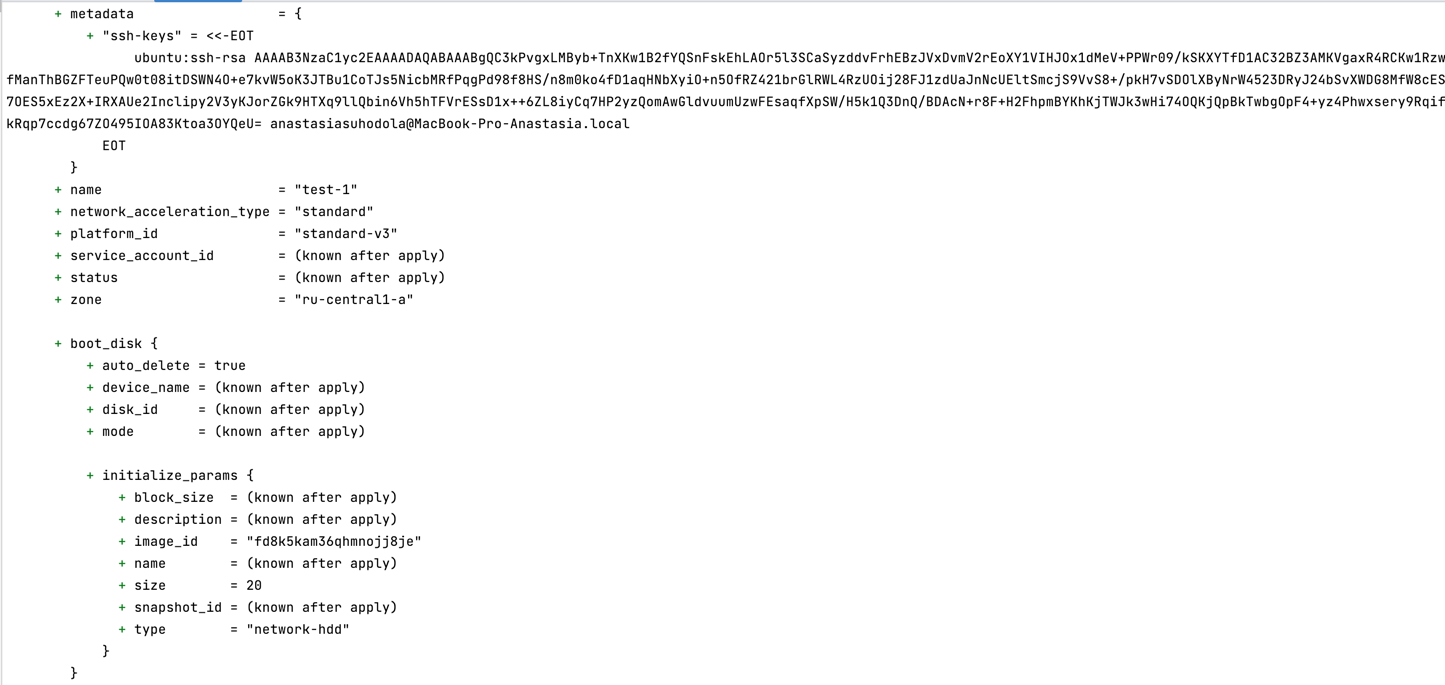 + metadata                  = {
    + "ssh-keys" = <<-EOT
          ubuntu:ssh-rsa AAAAB3NzaC1yc2EAAAADAQABAAABgQC3kPvgxLMByb+TnXKw1B2fYQSnFskEhLAOr5l3SCaSyzddvFrhEBzJVxDvmV2rEoXY1VIHJOx1dMeV+PPWr09/kSKXYTfD1AC32BZ3AMKVgaxR4RCKw1Rzw
fManThBGZFTeuPQw0t08itDSWN4O+e7kvW5oK3JTBu1CoTJs5NicbMRfPqgPd98f8HS/n8m0ko4fD1aqHNbXyiO+n5OfRZ421brGlRWL4RzUOij28FJ1zdUaJnNcUEltSmcjS9VvS8+/pkH7vSDOlXByNrW4523DRyJ24bSvXWDG8MfW8cES
7OES5xEz2X+IRXAUe2Inclipy2V3yKJorZGk9HTXq9llQbin6Vh5hTFVrESsD1x++6ZL8iyCq7HP2yzQomAwGldvuumUzwFEsaqfXpSW/H5k1Q3DnQ/BDAcN+r8F+H2FhpmBYKhKjTWJk3wHi74OQKjQpBkTwbgOpF4+yz4Phwxsery9Rqif
kRqp7ccdg67ZO495IOA83Ktoa3OYQeU= anastasiasuhodola@MacBook-Pro-Anastasia.local
      EOT
  }
+ name                      = "test-1"
+ network_acceleration_type = "standard"
+ platform_id               = "standard-v3"
+ service_account_id        = (known after apply)
+ status                    = (known after apply)
+ zone                      = "ru-central1-a"
+ boot_disk {
    + auto_delete = true
    + device_name = (known after apply)
    + disk_id     = (known after apply)
    + mode        = (known after apply)
    + initialize_params {
        + block_size  = (known after apply)
        + description = (known after apply)
        + image_id    = "fd8k5kam36qhmnojj8je"
        + name        = (known after apply)
        + size        = 20
        + snapshot_id = (known after apply)
        + type        = "network-hdd"
      }
  }